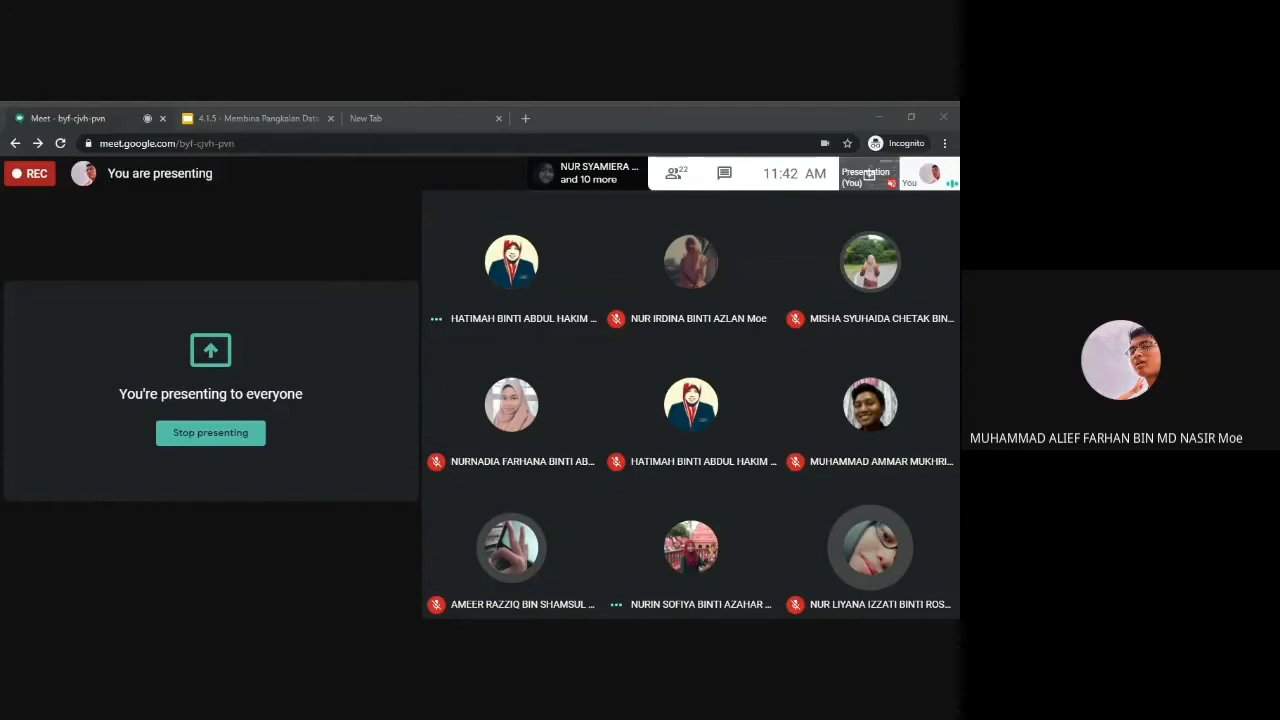 Meet - byf-cjvh-pvn
4.1.5 - Membina Pangkalan Data
New Tab
meet.google.com/byf-cjvh-pvn
Incognito
REC
You are presenting
NUR SYAMIERA ...
and 10 more
22
11:42 AM
Presentation
(You)
You
You're presenting to everyone
Stop presenting
HATIMAH BINTI ABDUL HAKIM ...
NUR IRDINA BINTI AZLAN Moe
MISHA SYUHAIDA CHETAK BIN...
NURNADIA FARHANA BINTI AB...
HATIMAH BINTI ABDUL HAKIM ...
MUHAMMAD AMMAR MUKHRI...
AMEER RAZZIQ BIN SHAMSUL ...
NURIN SOFIYA BINTI AZAHAR ...
NUR LIYANA IZZATI BINTI ROS...
MUHAMMAD ALIEF FARHAN BIN MD NASIR Moe